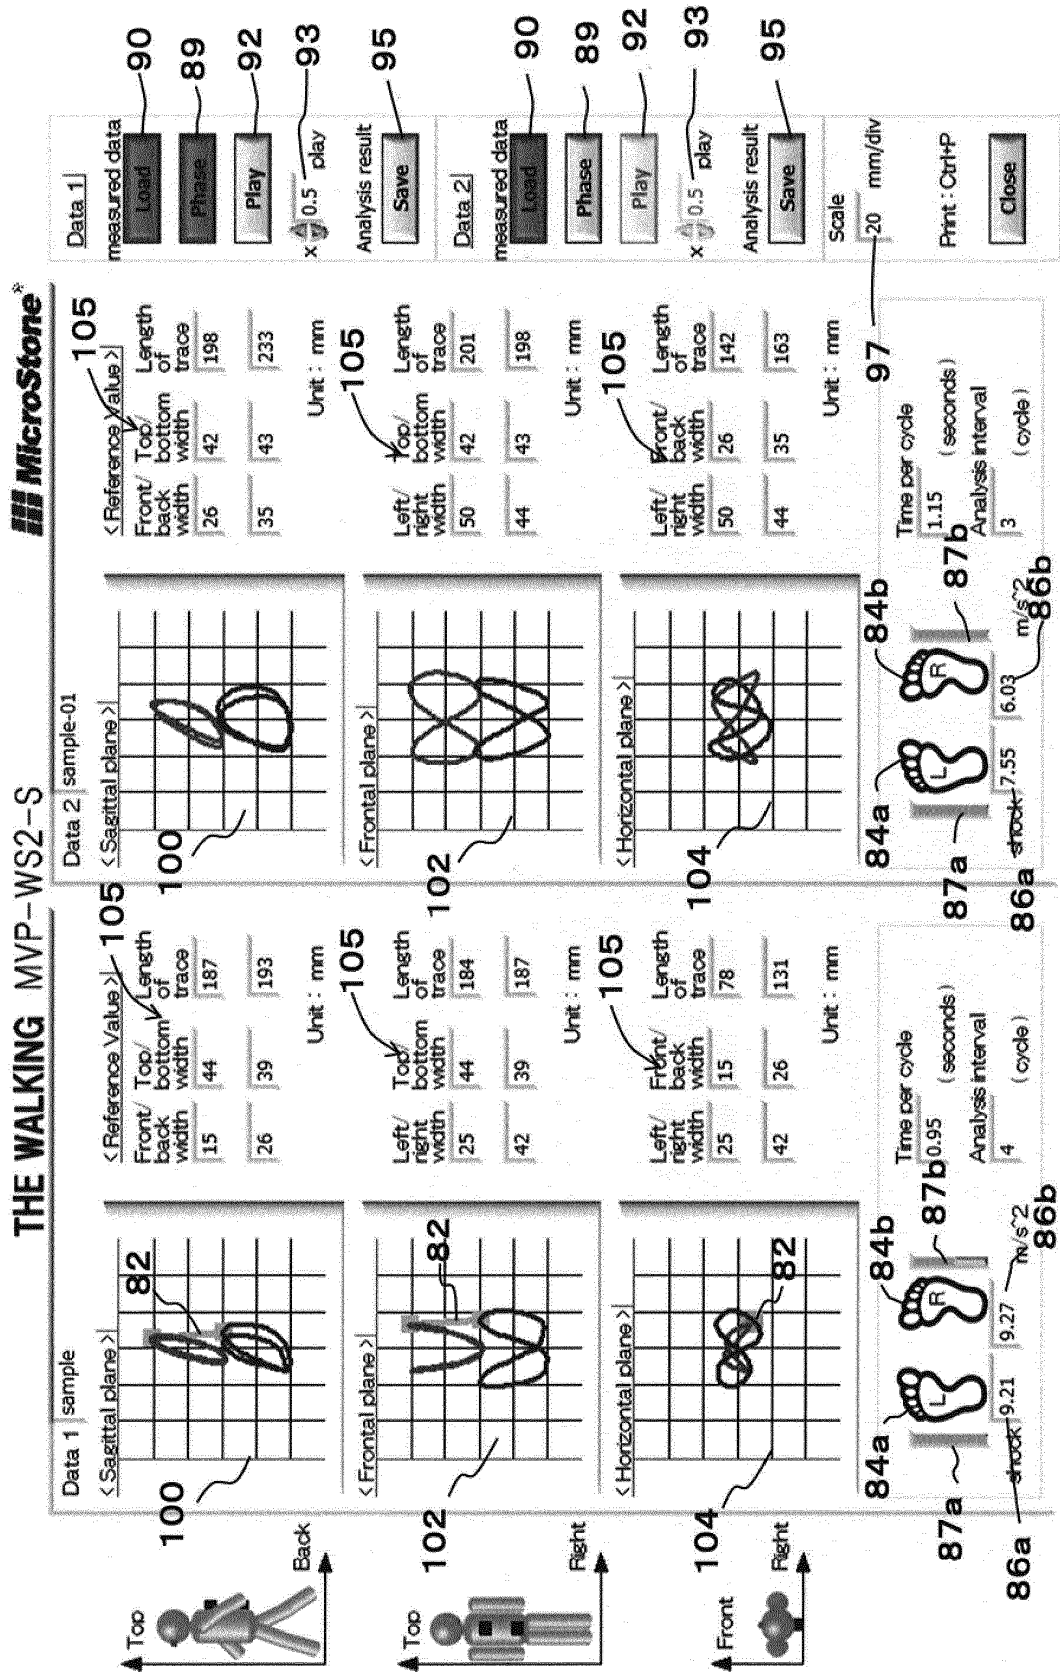 THE WALKING MVP-WS2-S
MicroStone
Top
Back
Top
Right
Front
Right
Data 1 sample
<Sagittal plane>
82
100
<Reference Value>
105
Front/back width Top/bottom width Length of trace
15 44 187
26 39 193
Unit : mm
<Frontal plane>
82
102
105
Left/right width Top/bottom width Length of trace
25 44 184
42 39 187
Unit : mm
<Horizontal plane>
82
104
105
Left/right width Front/back width Length of trace
25 15 78
42 26 131
Unit : mm
84a
84b
L
R
87a
87b
shock 9.21 9.27 m/s^2
86a
86b
Time per cycle
0.95 (seconds)
Analysis interval
4 (cycle)
Data 2 sample-01
<Sagittal plane>
100
<Reference Value>
105
Front/back width Top/bottom width Length of trace
26 42 198
35 43 233
Unit : mm
<Frontal plane>
102
105
Left/right width Top/bottom width Length of trace
50 42 201
44 43 198
Unit : mm
<Horizontal plane>
104
105
Left/right width Front/back width Length of trace
50 26 142
44 35 163
Unit : mm
84a
84b
L
R
87a
87b
shock 7.55 6.03 m/s^2
86a
86b
Time per cycle
1.15 (seconds)
Analysis interval
3 (cycle)
97
Data 1
measured data
Load 90
Phase 89
Play 92
x 0.5 play 93
Analysis result
Save 95
Data 2
measured data
Load 90
Phase 89
Play 92
x 0.5 play 93
Analysis result
Save 95
Scale
20 mm/div
Print : Ctrl+P
Close